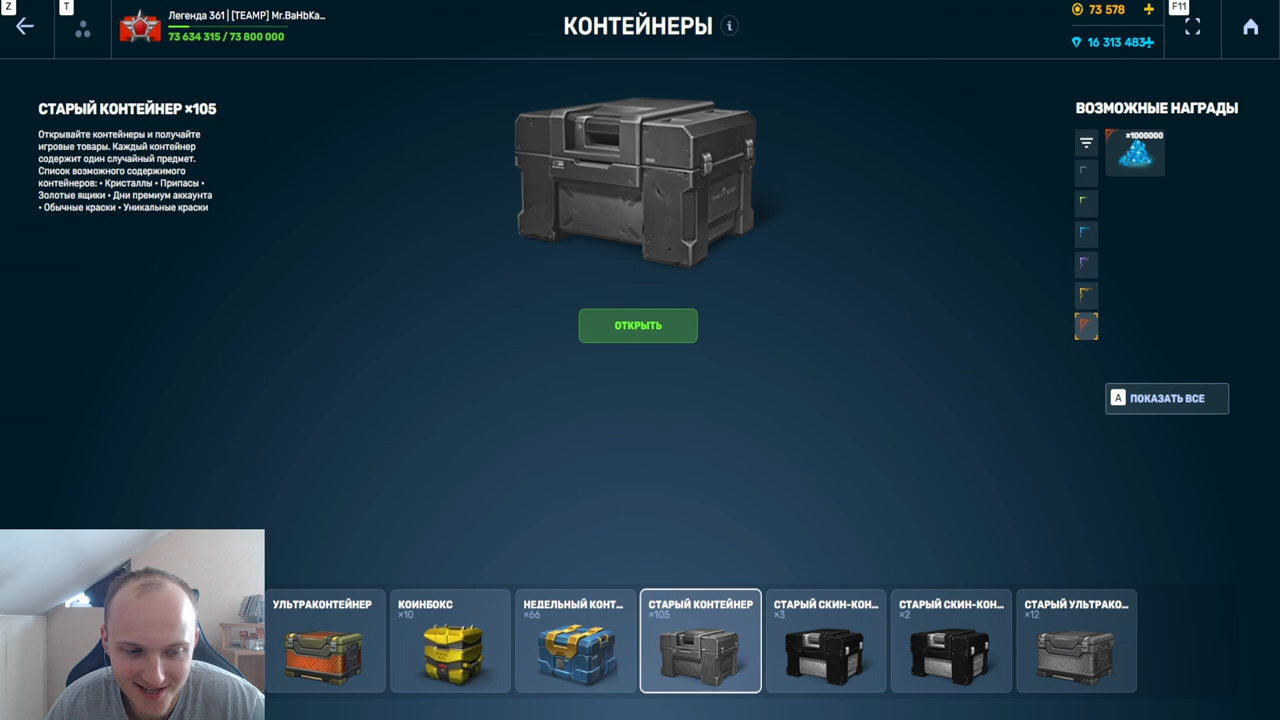 Z
T
Легенда 361 | [TEAMP] Mr.BaHbKa...
73 634 315 / 73 800 000
КОНТЕЙНЕРЫ
i
73 578
F11
16 313 483
СТАРЫЙ КОНТЕЙНЕР ×105
Открывайте контейнеры и получайте
игровые товары. Каждый контейнер
содержит один случайный предмет.
Список возможного содержимого
контейнеров: • Кристаллы • Припасы •
Золотые ящики • Дни премиум аккаунта
• Обычные краски • Уникальные краски
ВОЗМОЖНЫЕ НАГРАДЫ
×1000000
ОТКРЫТЬ
A ПОКАЗАТЬ ВСЕ
УЛЬТРАКОНТЕЙНЕР
КОИНБОКС
×10
НЕДЕЛЬНЫЙ КОНТ...
×66
СТАРЫЙ КОНТЕЙНЕР
×105
СТАРЫЙ СКИН-КОН...
×3
СТАРЫЙ СКИН-КОН...
×2
СТАРЫЙ УЛЬТРАКО...
×12